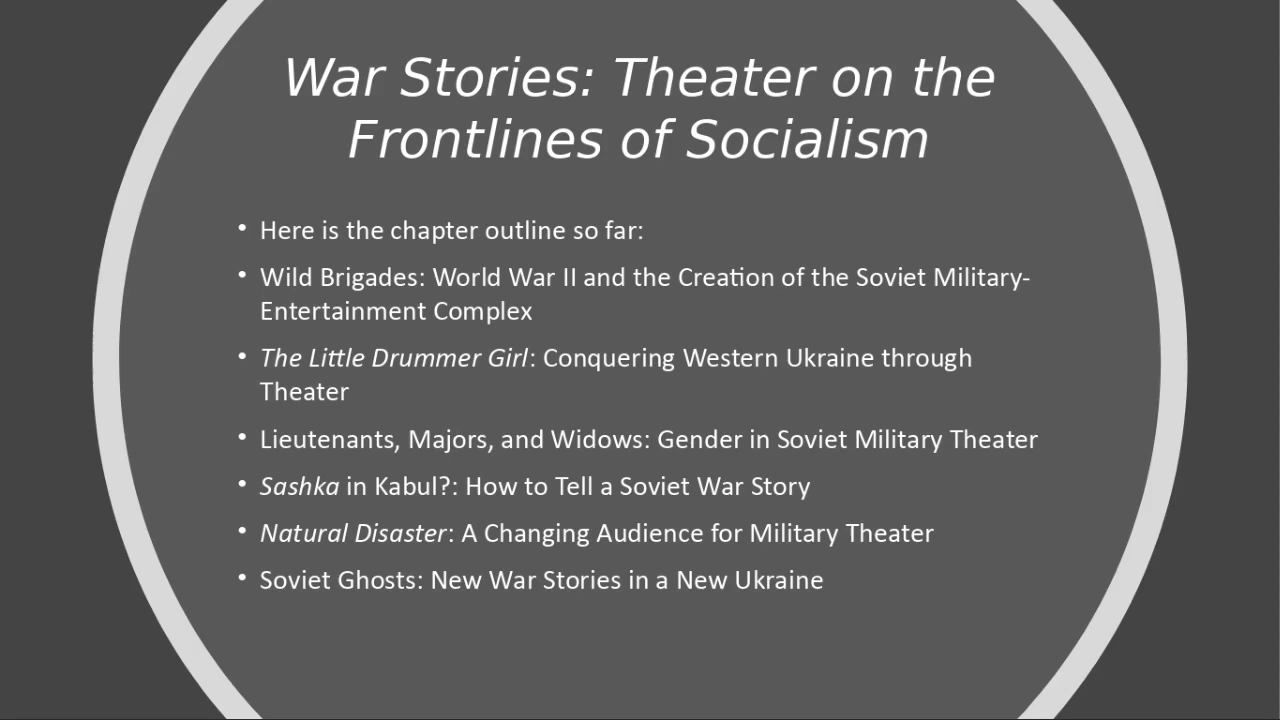 War Stories: Theater on the
Frontlines of Socialism
• Here is the chapter outline so far:
• Wild Brigades: World War II and the Creation of the Soviet Military-
Entertainment Complex
• The Little Drummer Girl: Conquering Western Ukraine through
Theater
• Lieutenants, Majors, and Widows: Gender in Soviet Military Theater
• Sashka in Kabul?: How to Tell a Soviet War Story
• Natural Disaster: A Changing Audience for Military Theater
• Soviet Ghosts: New War Stories in a New Ukraine